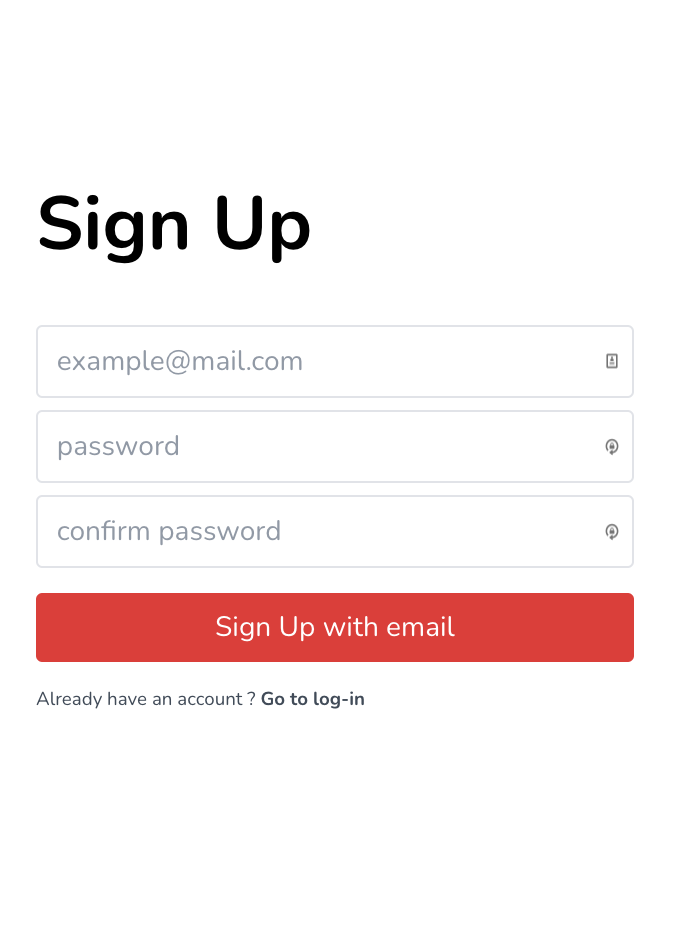 Sign Up
example@mail.com
password
confirm password
Sign Up with email
Already have an account ? Go to log-in